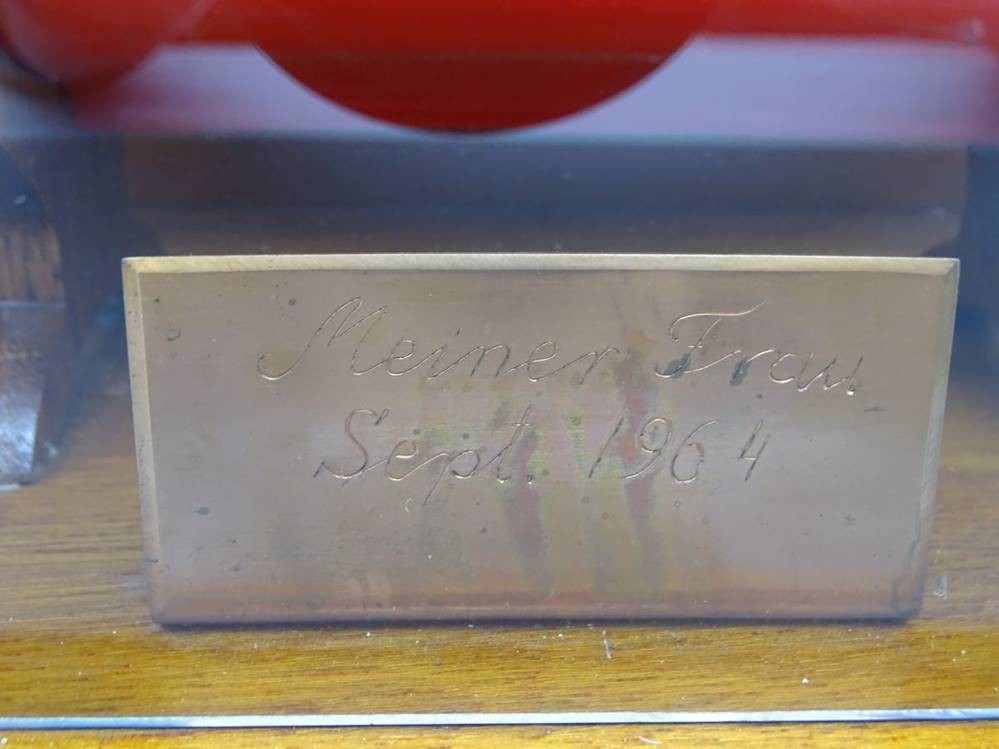 Meiner Frau
Sept. 1964